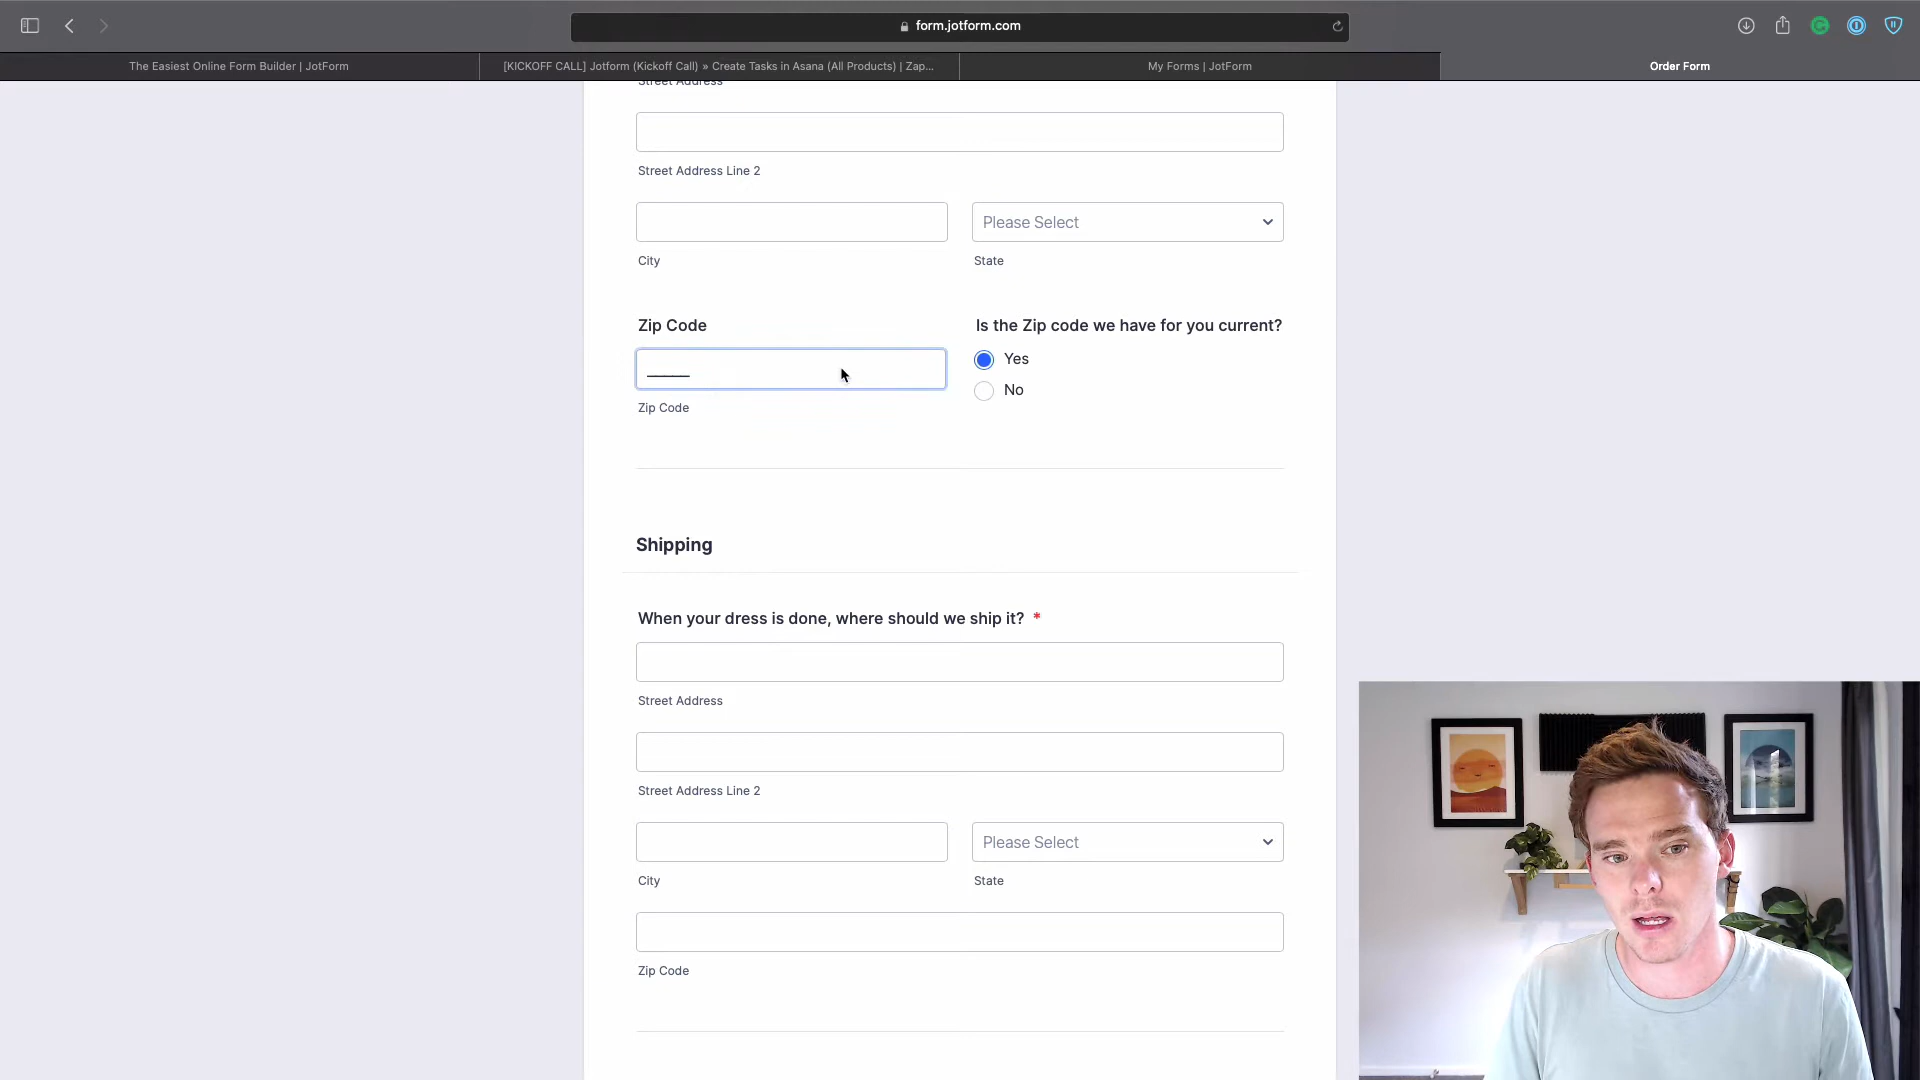 form.jotform.com
The Easiest Online Form Builder | JotForm
[KICKOFF CALL] Jotform (Kickoff Call) » Create Tasks in Asana (All Products) | Zap...
My Forms | JotForm
Order Form
Street Address
Street Address Line 2
Please Select
City
State
Zip Code
Is the Zip code we have for you current?
_____
Yes
No
Zip Code
Shipping
When your dress is done, where should we ship it? *
Street Address
Street Address Line 2
Please Select
City
State
Zip Code